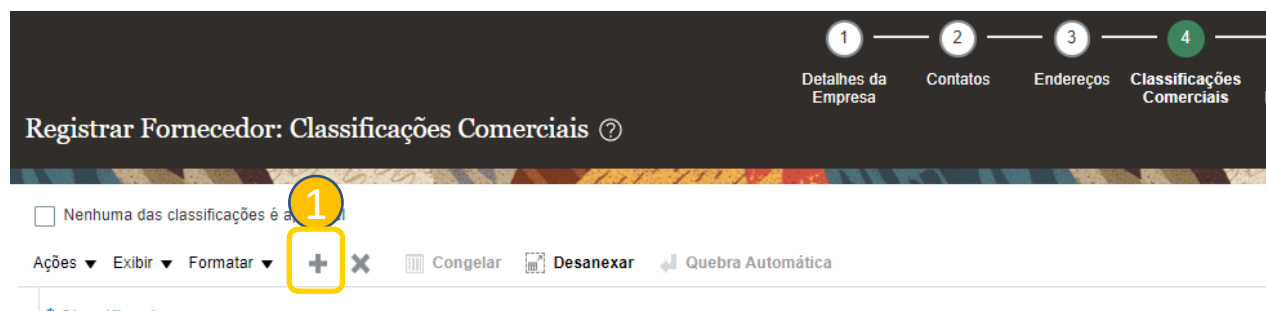 1 2 3 4
Detalhes da Empresa Contatos Endereços Classificações Comerciais
Registrar Fornecedor: Classificações Comerciais ?
1
Nenhuma das classificações é
Ações Exibir Formatar Congelar Desanexar Quebra Automática